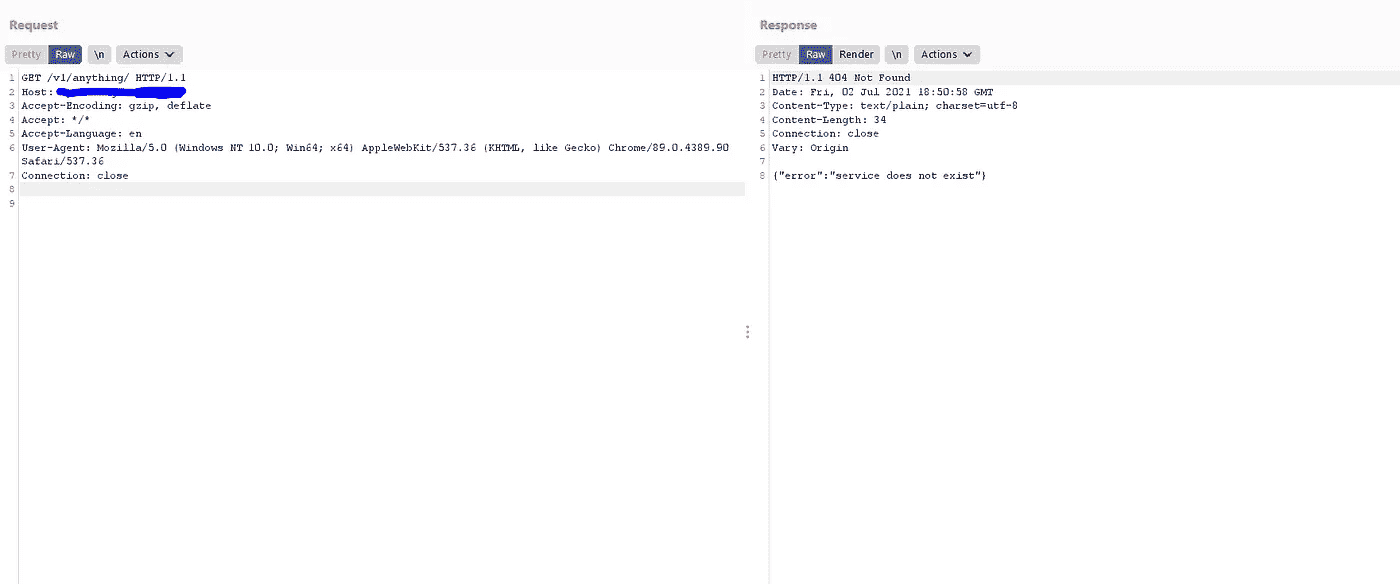 Request
Pretty Raw \n Actions
1 GET /v1/anything/ HTTP/1.1
2 Host:
3 Accept-Encoding: gzip, deflate
4 Accept: */*
5 Accept-Language: en
6 User-Agent: Mozilla/5.0 (Windows NT 10.0; Win64; x64) AppleWebKit/537.36 (KHTML, like Gecko) Chrome/89.0.4389.90
Safari/537.36
7 Connection: close
8
9
Response
Pretty Raw Render \n Actions
1 HTTP/1.1 404 Not Found
2 Date: Fri, 02 Jul 2021 18:50:58 GMT
3 Content-Type: text/plain; charset=utf-8
4 Content-Length: 34
5 Connection: close
6 Vary: Origin
7
8 {"error":"service does not exist"}